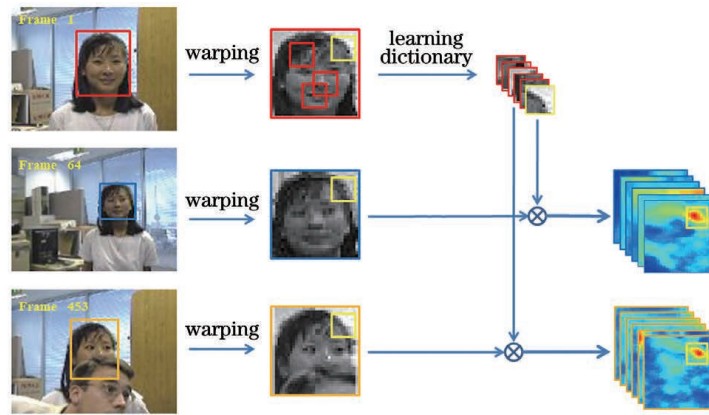 Frame 1
warping
learning
dictionary
Frame 64
warping
Frame 453
warping